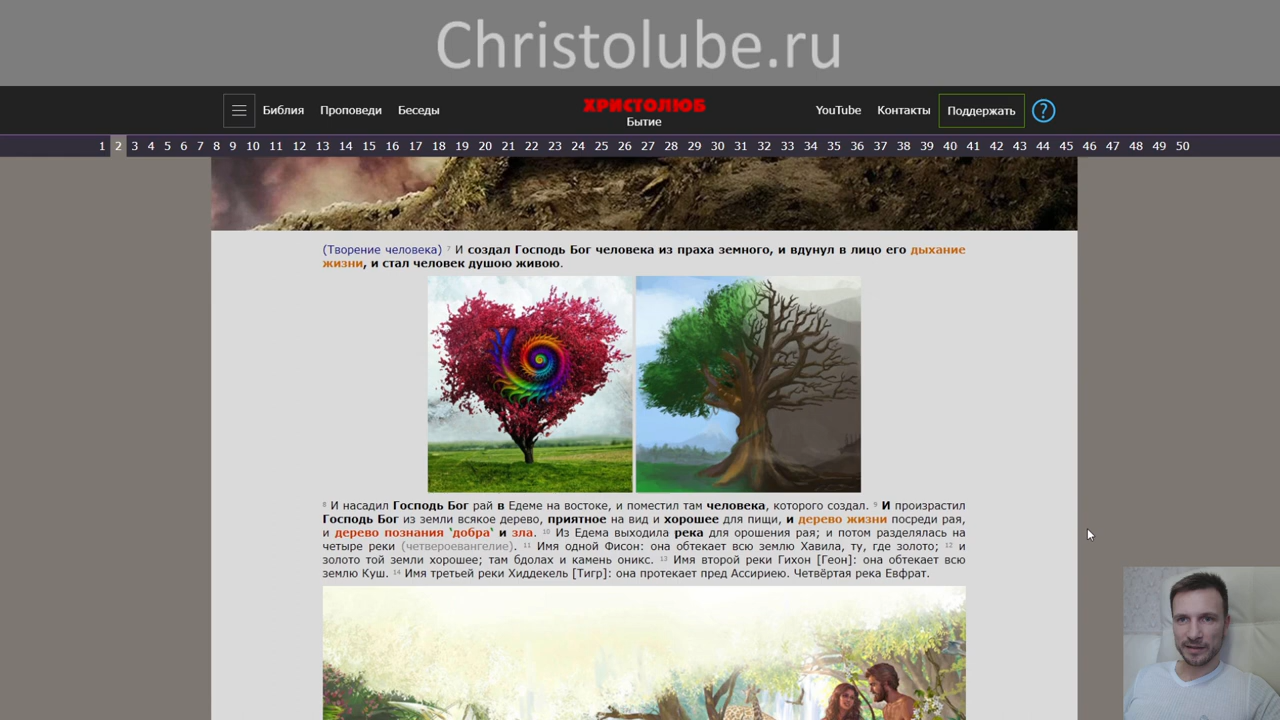 Christolube.ru
Библия Проповеди Беседы ХРИСТОЛЮБ YouTube Контакты Поддержать ?
Бытие
1 2 3 4 5 6 7 8 9 10 11 12 13 14 15 16 17 18 19 20 21 22 23 24 25 26 27 28 29 30 31 32 33 34 35 36 37 38 39 40 41 42 43 44 45 46 47 48 49 50
(Творение человека) 7 И создал Господь Бог человека из праха земного, и вдунул в лицо его дыхание
жизни, и стал человек душою живою.
8 И насадил Господь Бог рай в Едеме на востоке, и поместил там человека, которого создал. 9 И произрастил
Господь Бог из земли всякое дерево, приятное на вид и хорошее для пищи, и дерево жизни посреди рая,
и дерево познания `добра` и зла. 10 Из Едема выходила река для орошения рая; и потом разделялась на
четыре реки (четвероевангелие). 11 Имя одной Фисон: она обтекает всю землю Хавила, ту, где золото; 12 и
золото той земли хорошее; там бдолах и камень оникс. 13 Имя второй реки Гихон [Геон]: она обтекает всю
землю Куш. 14 Имя третьей реки Хиддекель [Тигр]: она протекает пред Ассириею. Четвёртая река Евфрат.